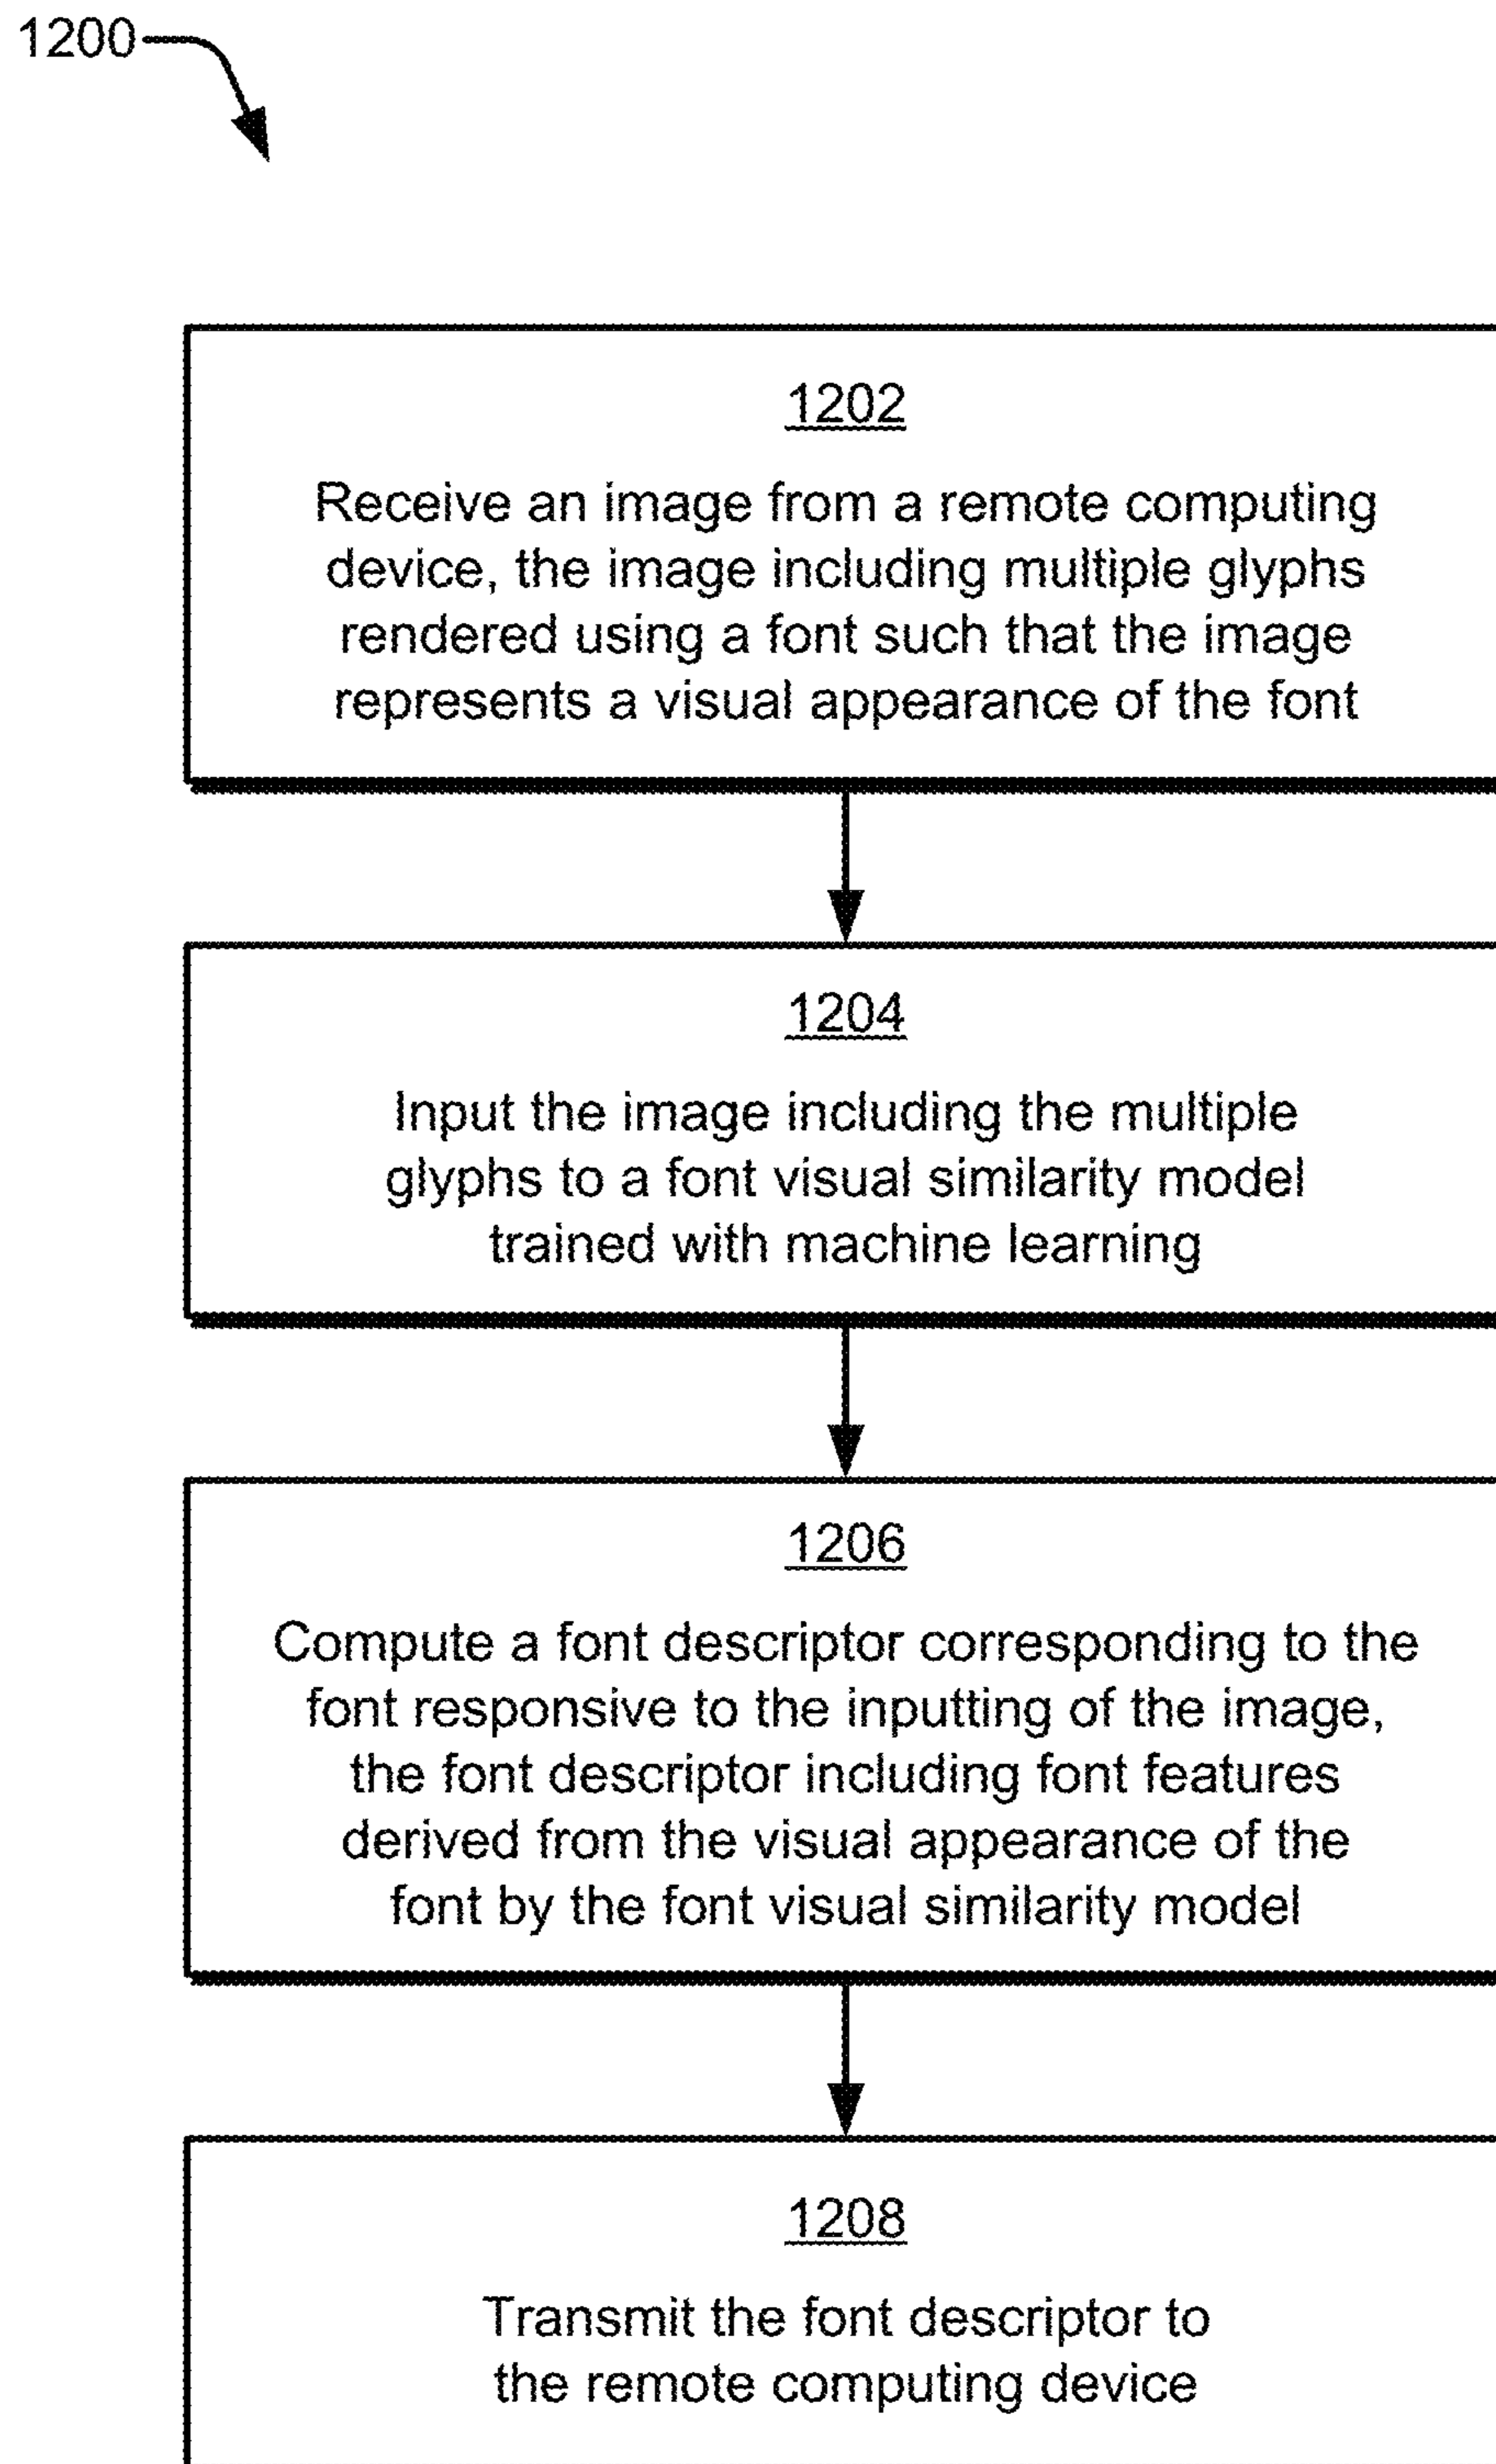 1200
1202
Receive an image from a remote computing
device, the image including multiple glyphs
rendered using a font such that the image
represents a visual appearance of the font
1204
Input the image including the multiple
glyphs to a font visual similarity model
trained with machine learning
1206
Compute a font descriptor corresponding to the
font responsive to the inputting of the image,
the font descriptor including font features
derived from the visual appearance of the
font by the font visual similarity model
1208
Transmit the font descriptor to
the remote computing device